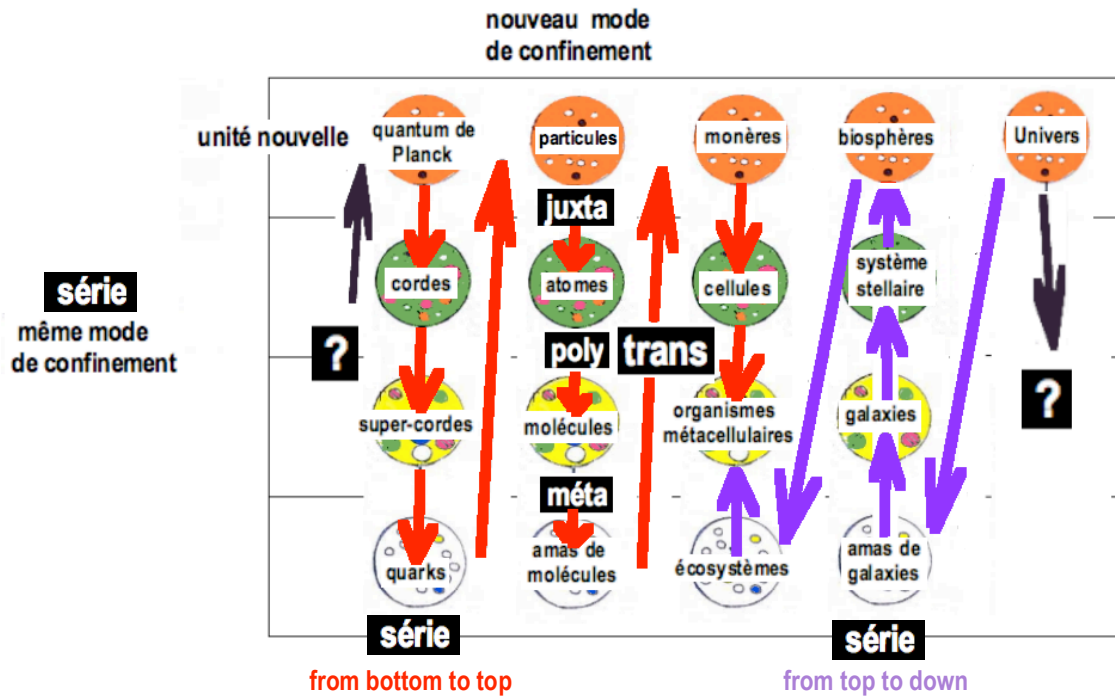 nouveau mode
de confinement
unité nouvelle
quantum de
Planck
particules
monères
biosphères
Univers
juxta
série
même mode
de confinement
cordes
atomes
cellules
système
stellaire
?
poly
trans
?
super-cordes
molécules
organismes
métacellulaires
galaxies
méta
quarks
amas de
molécules
écosystèmes
amas de
galaxies
série
série
from bottom to top
from top to down